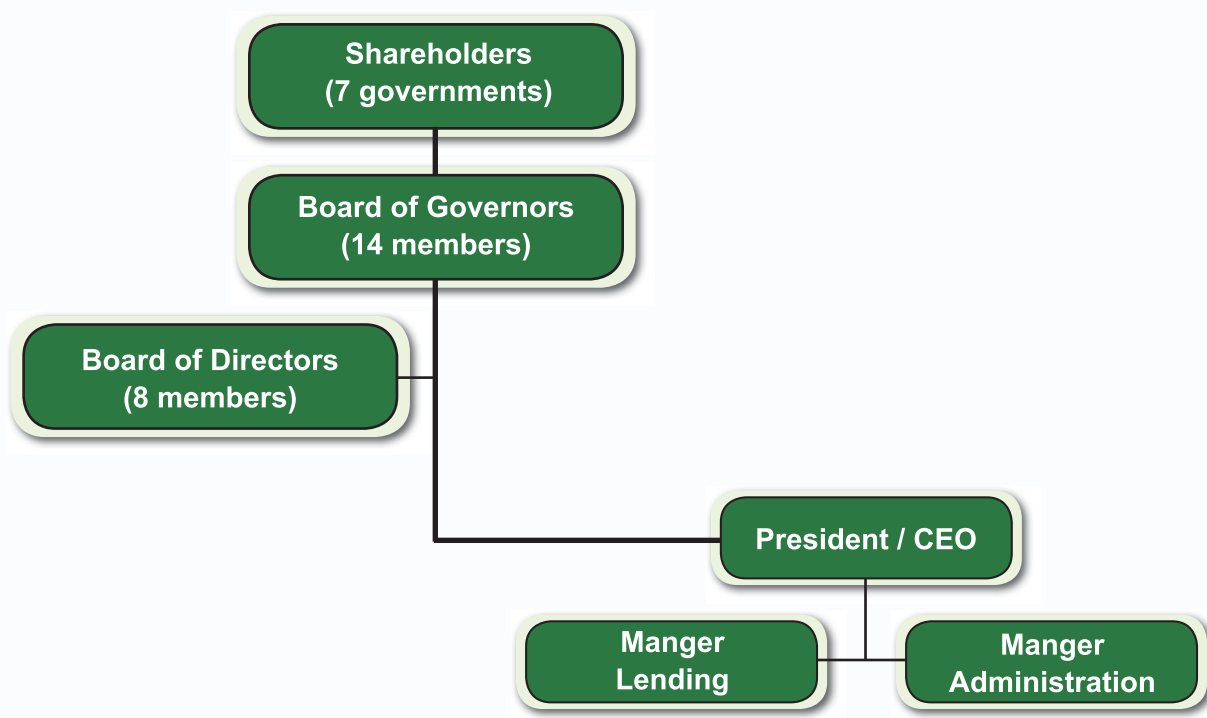 Shareholders
(7 governments)
Board of Governors
(14 members)
Board of Directors
(8 members)
President / CEO
Manger
Lending
Manger
Administration